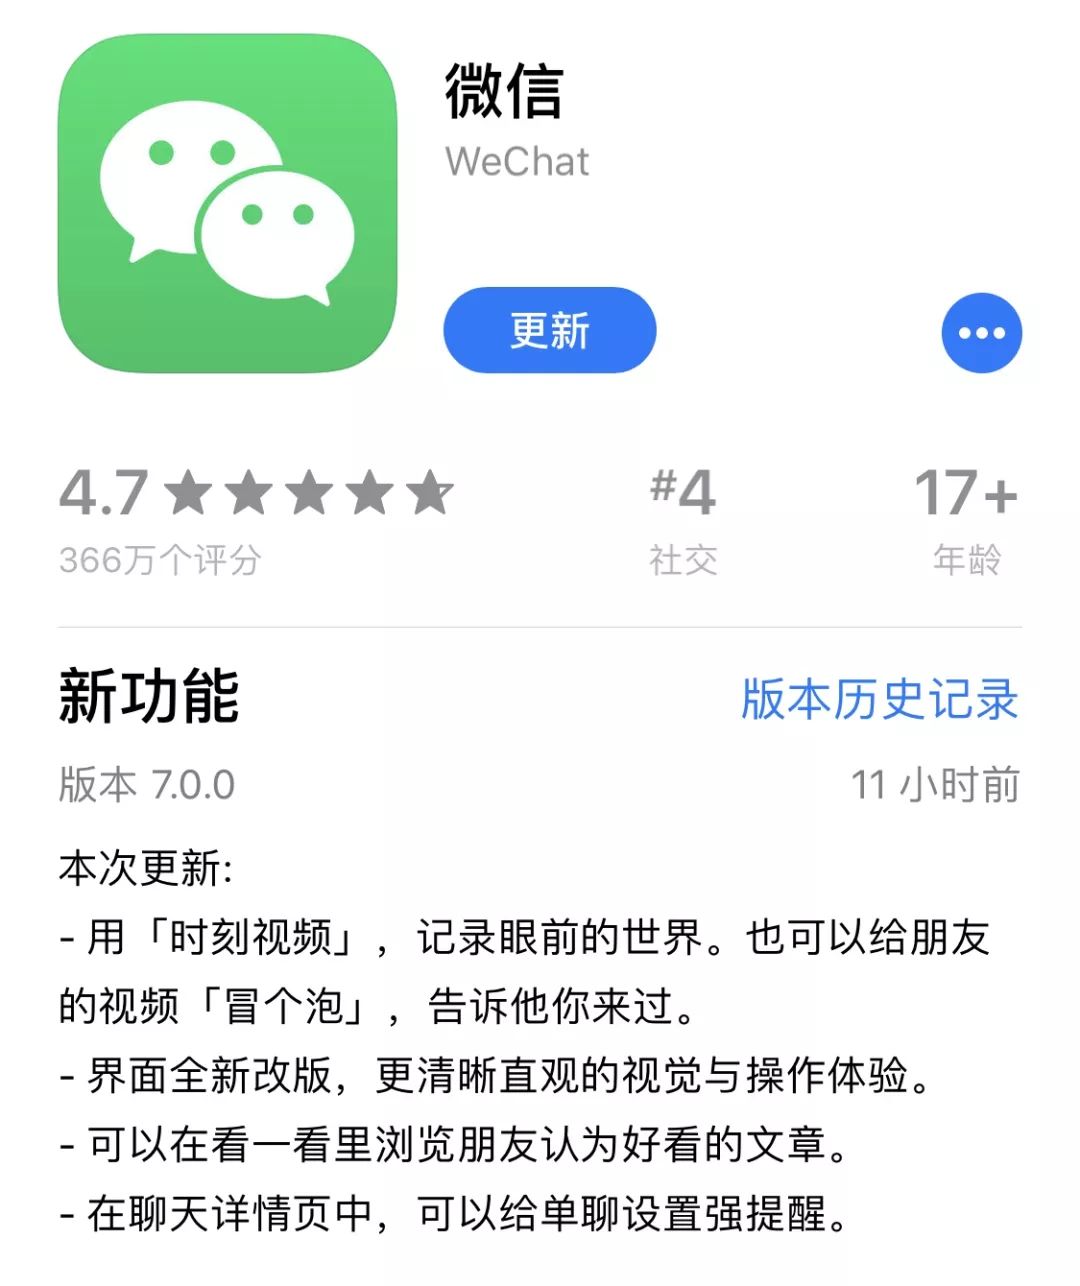 微信
WeChat
更新
4.7
#4
17+
366万个评分
社交
年龄
新功能
版本历史记录
版本 7.0.0
11 小时前
本次更新:
- 用「时刻视频」，记录眼前的世界。也可以给朋友
的视频「冒个泡」，告诉他你来过。
- 界面全新改版，更清晰直观的视觉与操作体验。
- 可以在看一看里浏览朋友认为好看的文章。
- 在聊天详情页中，可以给单聊设置强提醒。